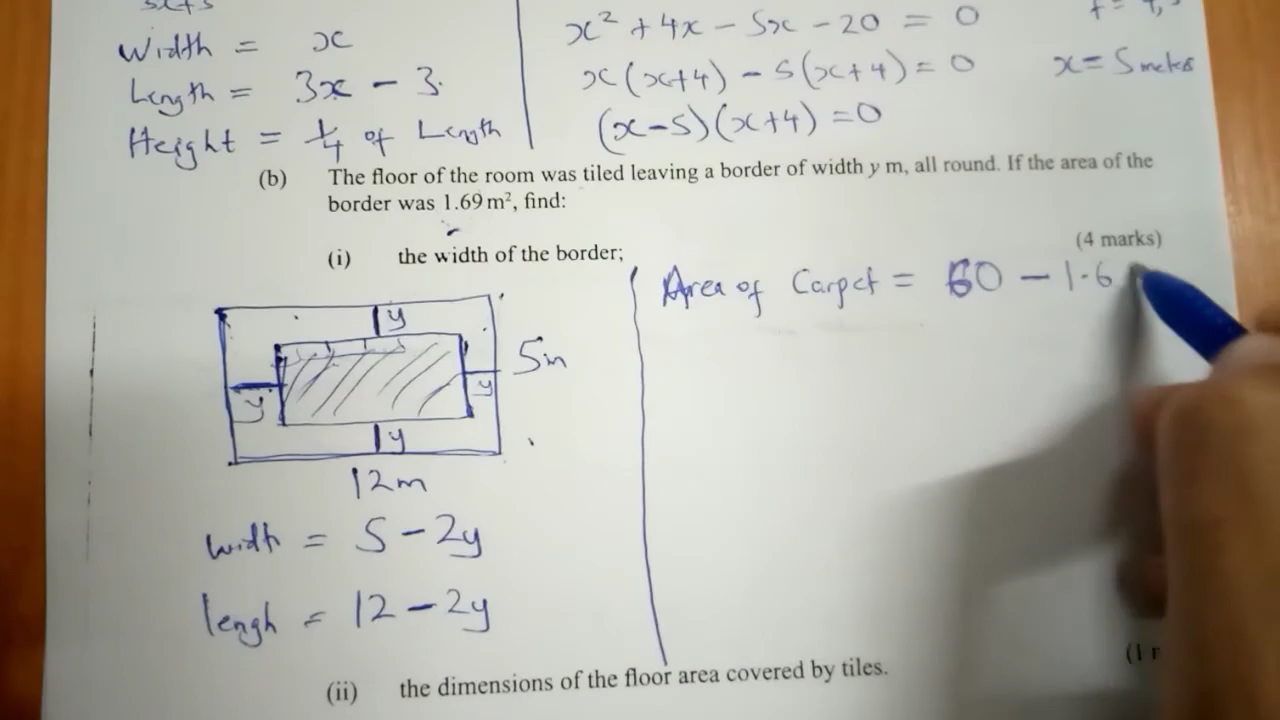 Width = x
Length = 3x - 3
Height = 1/4 of Length
x² + 4x - 5x - 20 = 0
x(x+4) - 5(x+4) = 0
(x-5)(x+4) = 0
x = 5 metes
(b) The floor of the room was tiled leaving a border of width y m, all round. If the area of the
border was 1.69 m², find:
(i) the width of the border;
(4 marks)
y
y
y
y
5m
12m
width = 5 - 2y
lengh = 12 - 2y
Area of Carpet = 60 - 1.6
(ii) the dimensions of the floor area covered by tiles.
(1